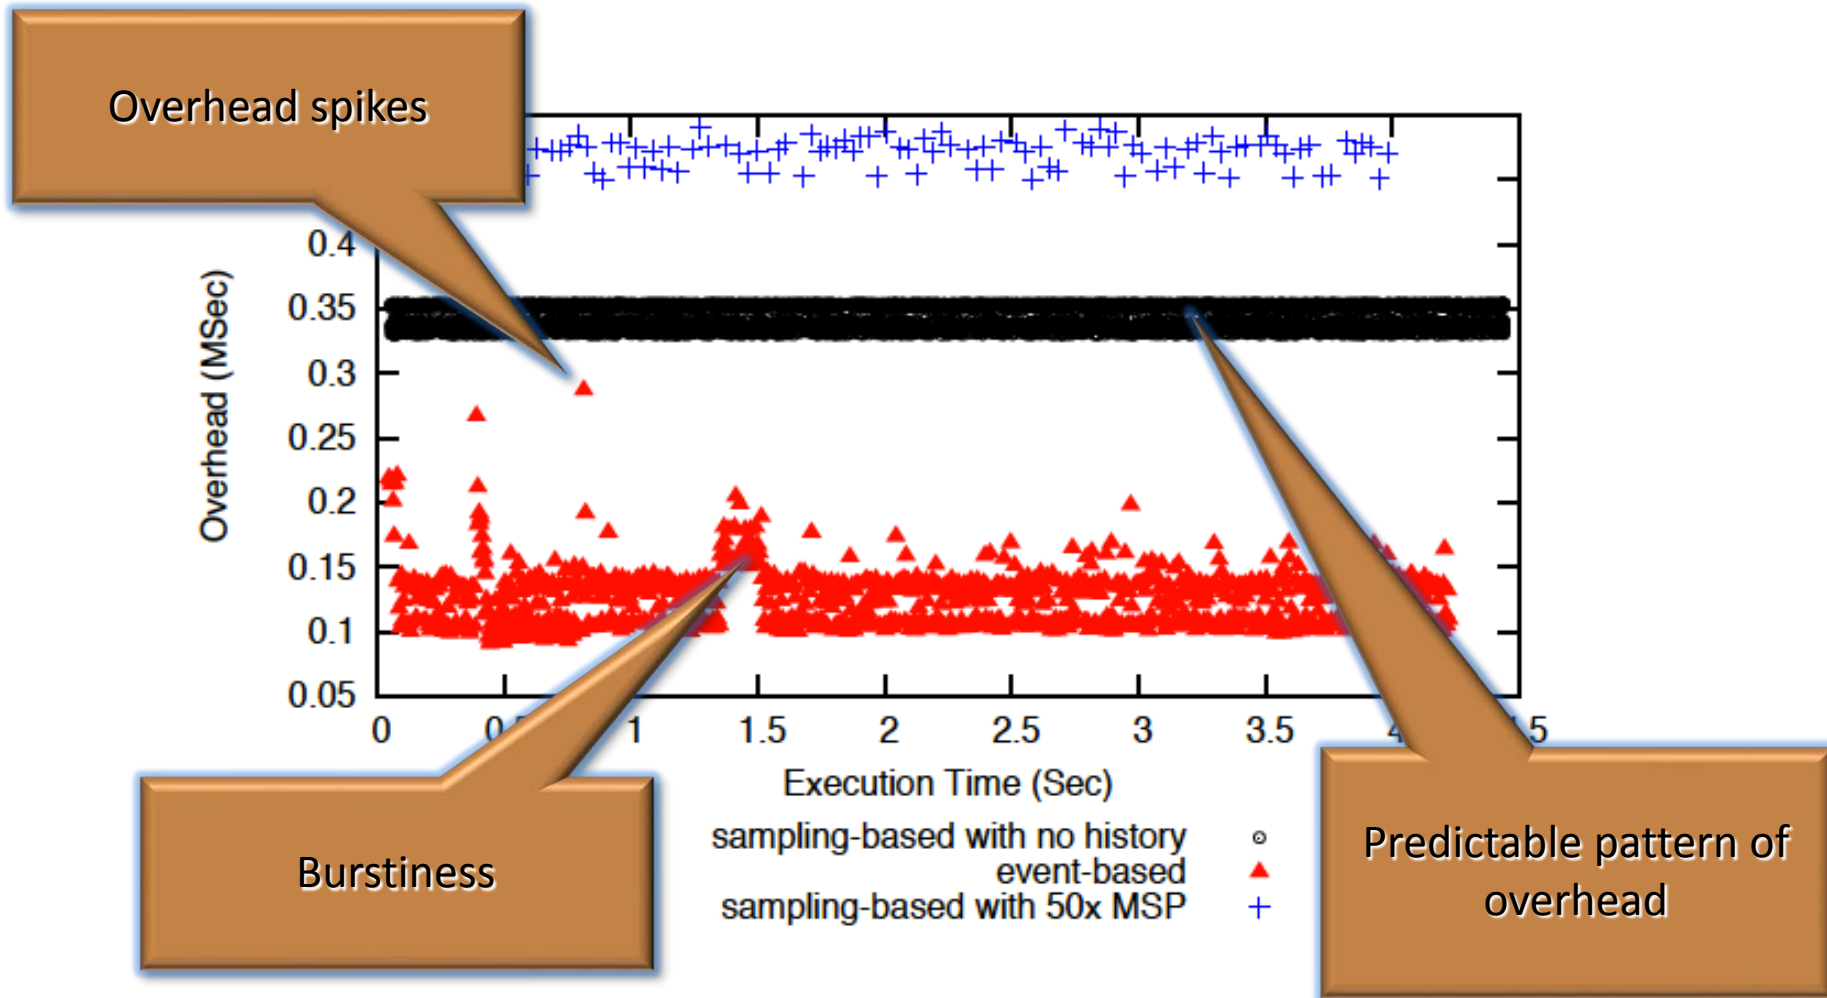 Overhead spikes
0.4
0.35
0.3
0.25
0.2
0.15
0.1
0.05
Overhead (MSec)
0 1 1.5 2 2.5 3 3.5 4
Execution Time (Sec)
sampling-based with no history
event-based
sampling-based with 50x MSP
Burstiness
Predictable pattern of
overhead